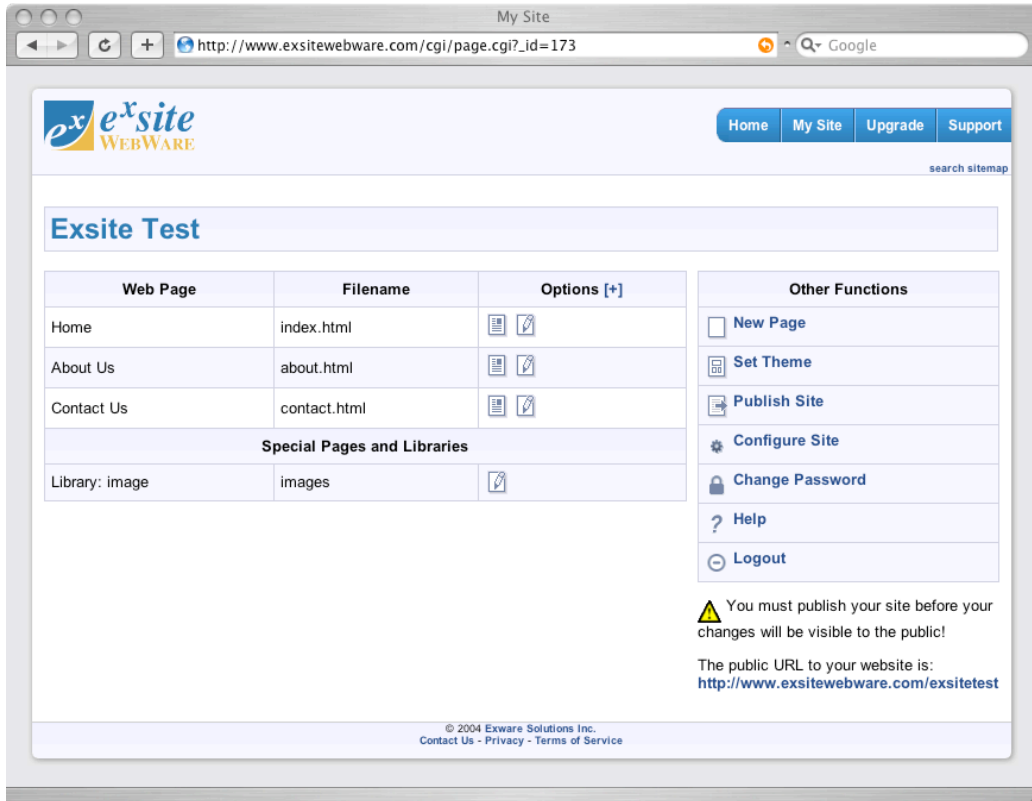 My Site
http://www.exsitewebware.com/cgi/page.cgi?_id=173
Google
ex exsite
WEBWARE
Home My Site Upgrade Support
search sitemap
Exsite Test
Web Page Filename Options [+]
Home index.html
About Us about.html
Contact Us contact.html
Special Pages and Libraries
Library: image images
Other Functions
New Page
Set Theme
Publish Site
Configure Site
Change Password
? Help
Logout
You must publish your site before your
changes will be visible to the public!
The public URL to your website is:
http://www.exsitewebware.com/exsitetest
© 2004 Exware Solutions Inc.
Contact Us - Privacy - Terms of Service